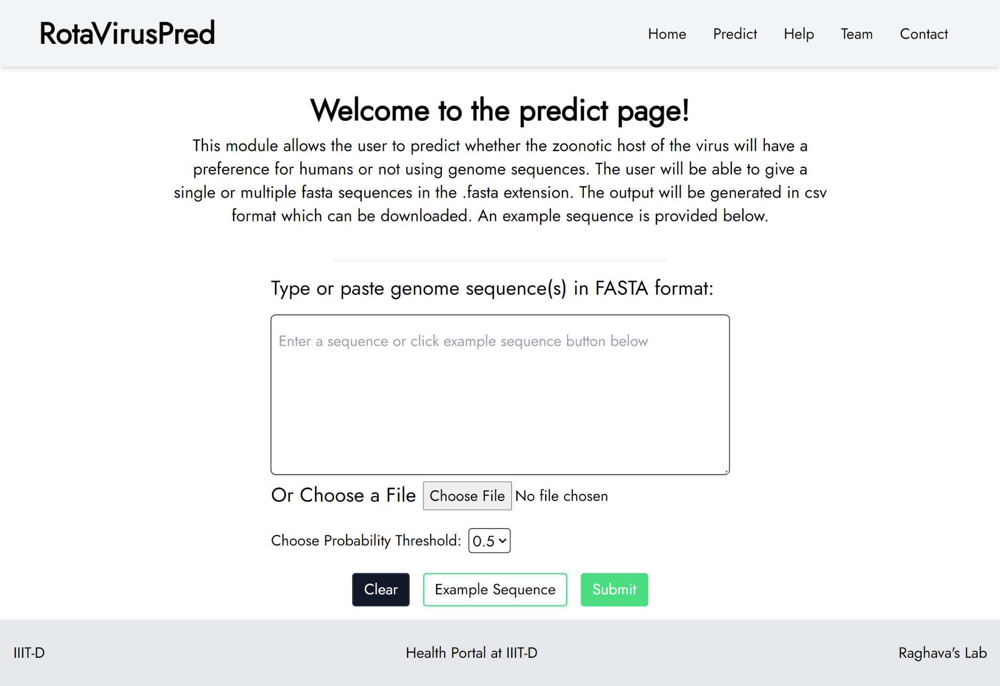 RotaVirusPred
Home Predict Help Team Contact
Welcome to the predict page!
This module allows the user to predict whether the zoonotic host of the virus will have a
preference for humans or not using genome sequences. The user will be able to give a
single or multiple fasta sequences in the .fasta extension. The output will be generated in csv
format which can be downloaded. An example sequence is provided below.
Type or paste genome sequence(s) in FASTA format:
Enter a sequence or click example sequence button below
Or Choose a File Choose File No file chosen
Choose Probability Threshold: 0.5
Clear Example Sequence Submit
IIIT-D Health Portal at IIIT-D Raghava's Lab